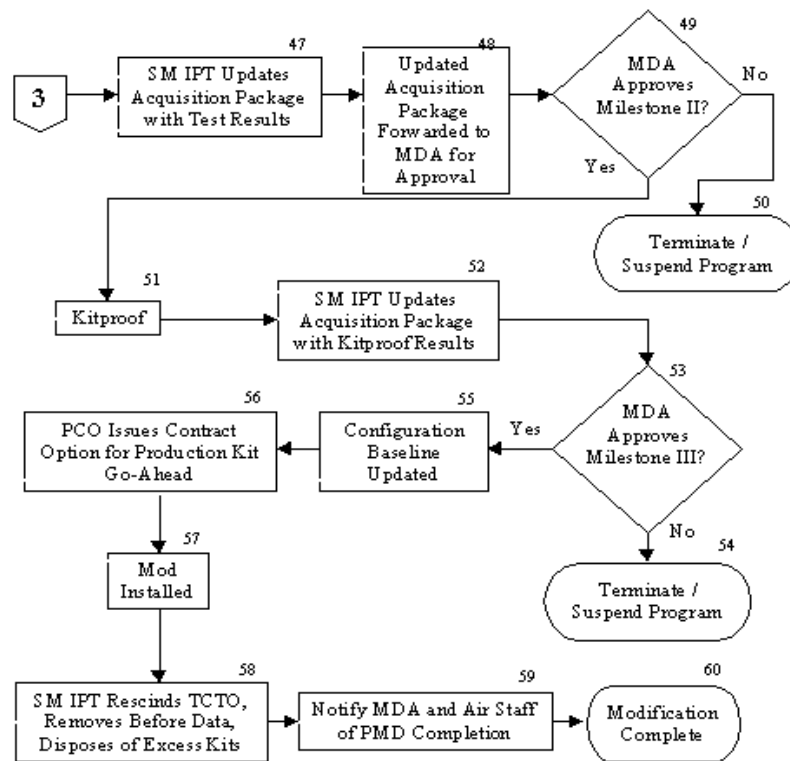 3
47
SM IPT Updates
Acquisition Package
with Test Results
48
Updated
Acquisition
Package
Forwarded to
MDA for
Approval
49
MDA
Approves
Milestone II?
No
Yes
50
Terminate /
Suspend Program
51
Kitproof
52
SM IPT Updates
Acquisition Package
with Kitproof Results
53
MDA
Approves
Milestone III?
Yes
No
54
Terminate /
Suspend Program
55
Configuration
Baseline
Updated
56
PCO Issues Contract
Option for Production Kit
Go-Ahead
57
Mod
Installed
58
SM IPT Rescinds TCTO,
Removes Before Data,
Disposes of Excess Kits
59
Notify MDA and Air Staff
of PMD Completion
60
Modification
Complete